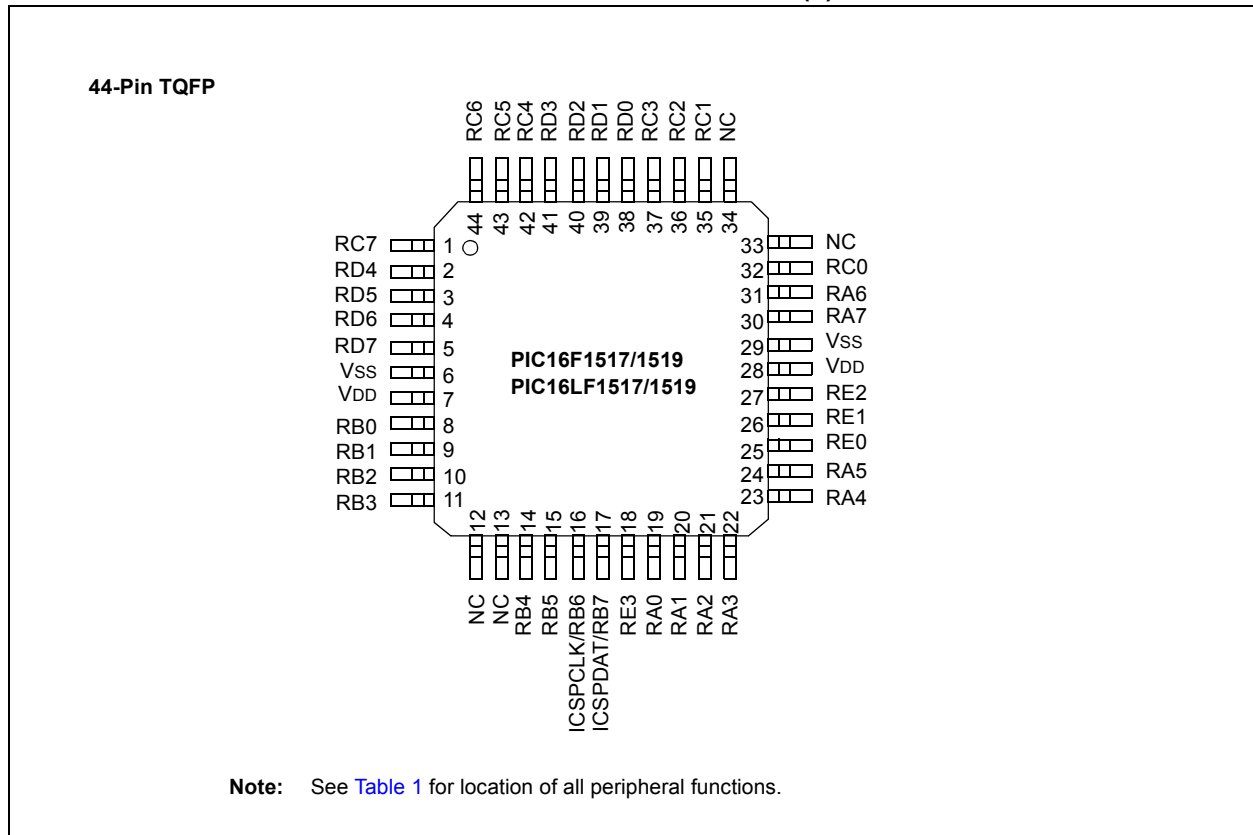 44-Pin TQFP
RC6
RC5
RC4
RD3
RD2
RD1
RD0
RC3
RC2
RC1
NC
44
43
42
41
40
39
38
37
36
35
34
RC7 1
RD4 2
RD5 3
RD6 4
RD7 5
VSS 6
VDD 7
RB0 8
RB1 9
RB2 10
RB3 11
PIC16F1517/1519
PIC16LF1517/1519
33 NC
32 RC0
31 RA6
30 RA7
29 VSS
28 VDD
27 RE2
26 RE1
25 RE0
24 RA5
23 RA4
12
13
14
15
16
17
18
19
20
21
22
NC
NC
RB4
RB5
ICSPCLK/RB6
ICSPDAT/RB7
RE3
RA0
RA1
RA2
RA3
Note: See Table 1 for location of all peripheral functions.